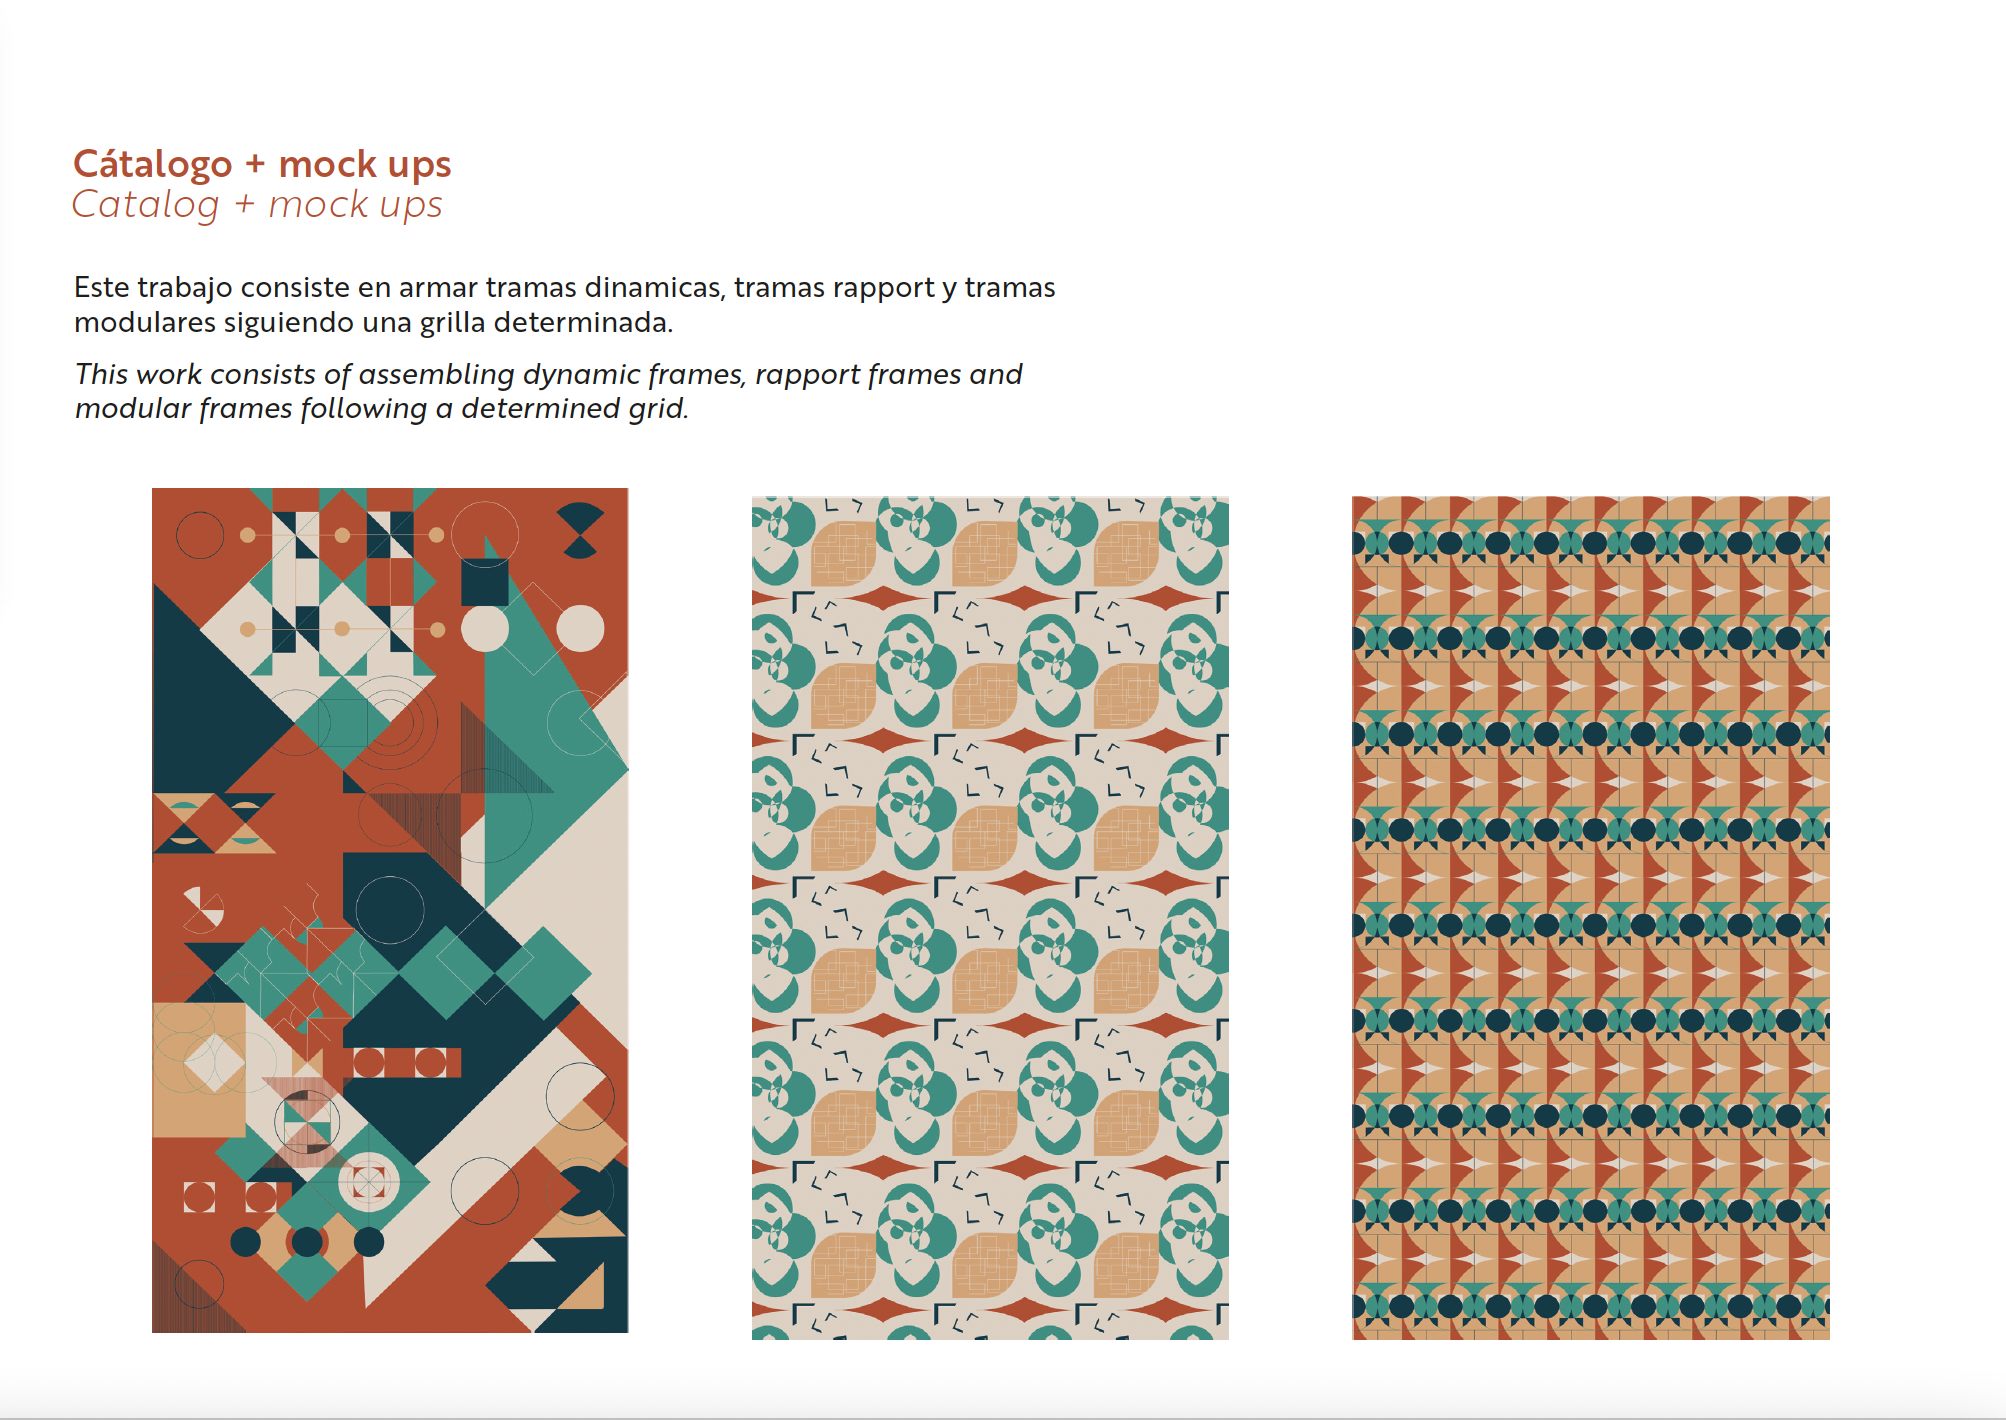 Cátalogo + mock ups
Catalog + mock ups
Este trabajo consiste en armar tramas dinamicas, tramas rapport y tramas
modulares siguiendo una grilla determinada.
This work consists of assembling dynamic frames, rapport frames and
modular frames following a determined grid.